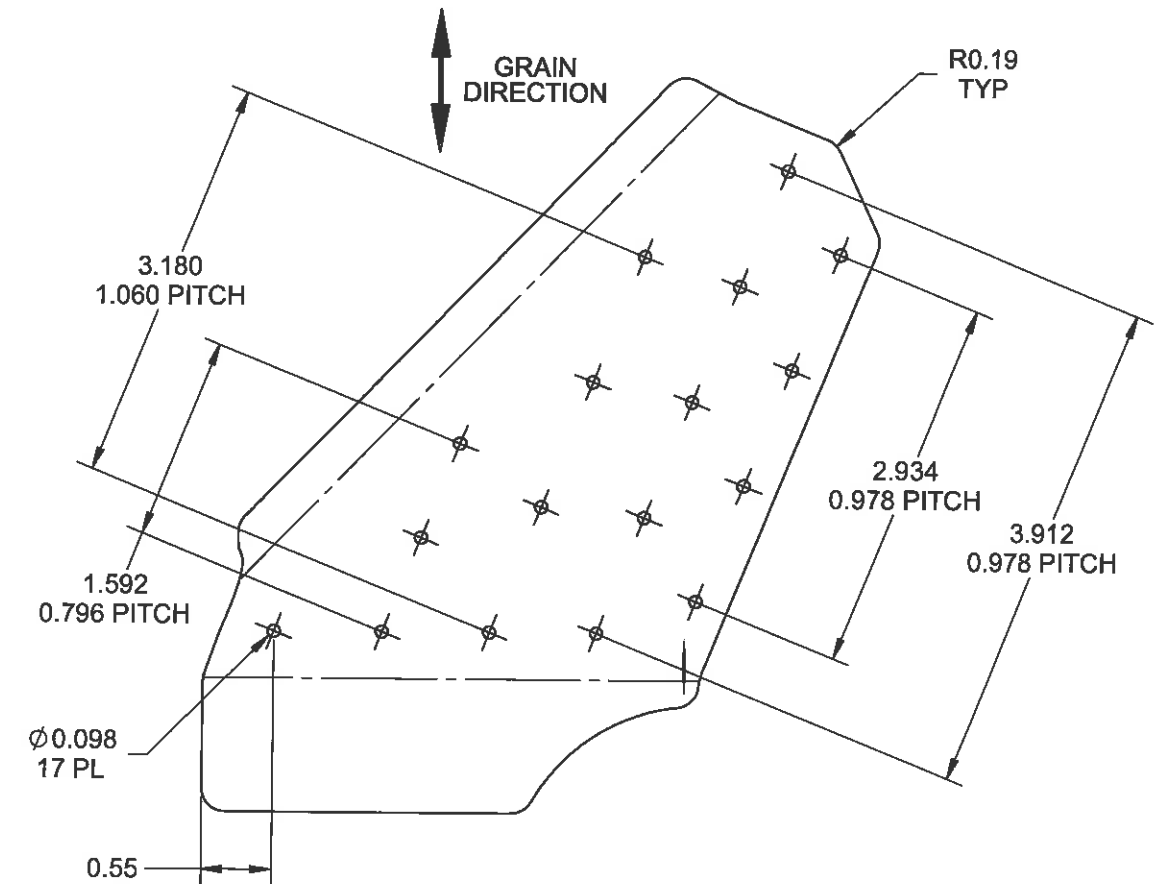 GRAIN
DIRECTION
R0.19
TYP
3.180
1.060 PITCH
2.934
0.978 PITCH
3.912
0.978 PITCH
1.592
0.796 PITCH
Ø0.098
17 PL
0.55